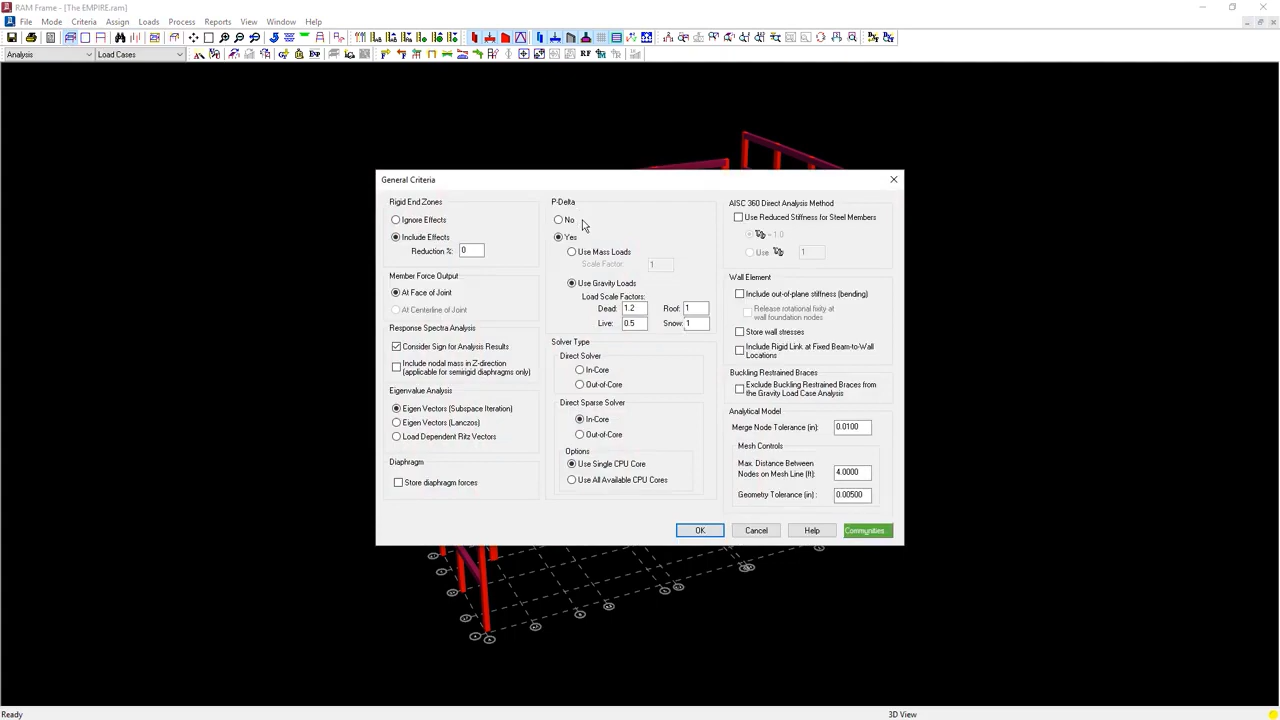 RAM Frame - [The EMPIRE.ram]
File Mode Criteria Assign Loads Process Reports View Window Help
Analysis Load Cases
General Criteria
Rigid End Zones
Ignore Effects
Include Effects
Reduction %: 0
Member Force Output
At Face of Joint
At Centerline of Joint
Response Spectra Analysis
Consider Sign for Analysis Results
Include nodal mass in Z-direction
(applicable for semirigid diaphragms only)
Eigenvalue Analysis
Eigen Vectors (Subspace Iteration)
Eigen Vectors (Lanczos)
Load Dependent Ritz Vectors
Diaphragm
Store diaphragm forces
P-Delta
No
Yes
Use Mass Loads
Scale Factor: 1
Use Gravity Loads
Load Scale Factors:
Dead: 1.2 Roof: 1
Live: 0.5 Snow: 1
Solver Type
Direct Solver
In-Core
Out-of-Core
Direct Sparse Solver
In-Core
Out-of-Core
Options
Use Single CPU Core
Use All Available CPU Cores
AISC 360 Direct Analysis Method
Use Reduced Stiffness for Steel Members
= 1.0
Use 1
Wall Element
Include out-of-plane stiffness (bending)
Release rotational fixity at
wall foundation nodes
Store wall stresses
Include Rigid Link at Fixed Beam-to-Wall
Locations
Buckling Restrained Braces
Exclude Buckling Restrained Braces from
the Gravity Load Case Analysis
Analytical Model
Merge Node Tolerance (in): 0.0100
Mesh Controls
Max. Distance Between
Nodes on Mesh Line (ft): 4.0000
Geometry Tolerance (in) : 0.00500
OK Cancel Help Communities
Ready 3D View